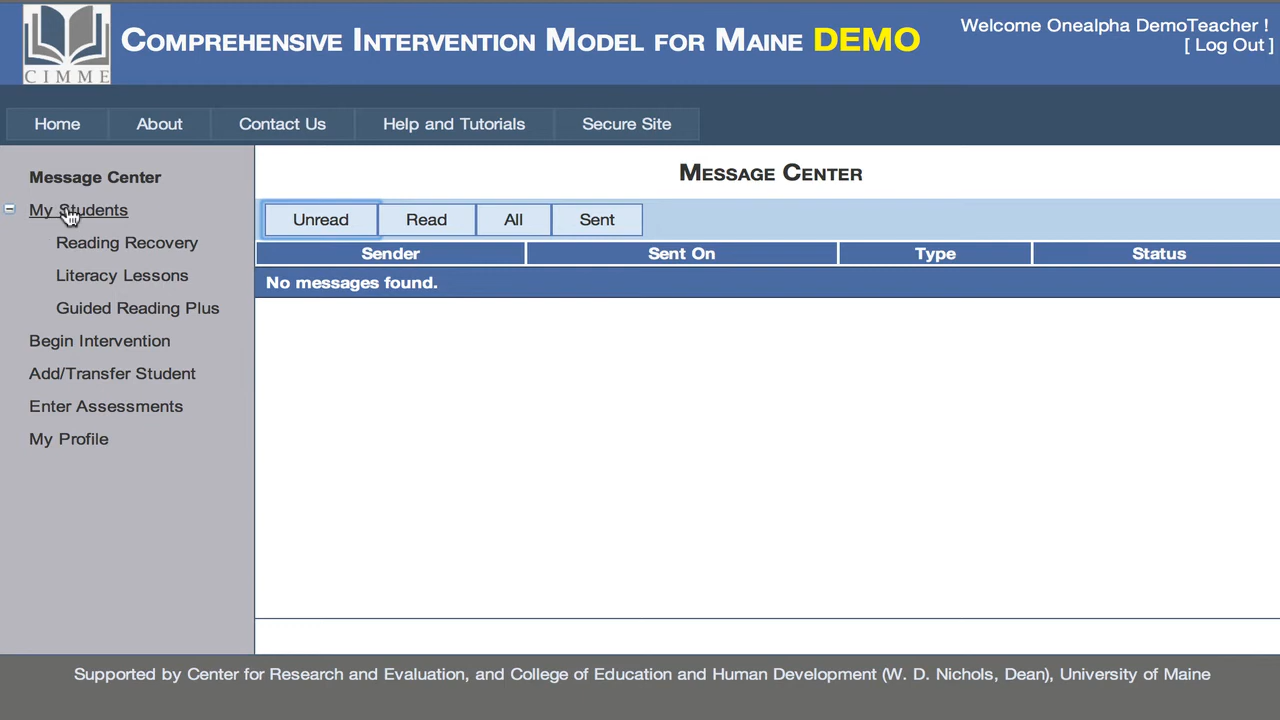 CIMME
Comprehensive Intervention Model for Maine DEMO
Welcome Onealpha DemoTeacher !
[ Log Out ]
Home About Contact Us Help and Tutorials Secure Site
Message Center
My Students
Reading Recovery
Literacy Lessons
Guided Reading Plus
Begin Intervention
Add/Transfer Student
Enter Assessments
My Profile
Message Center
Unread Read All Sent
Sender Sent On Type Status
No messages found.
Supported by Center for Research and Evaluation, and College of Education and Human Development (W. D. Nichols, Dean), University of Maine